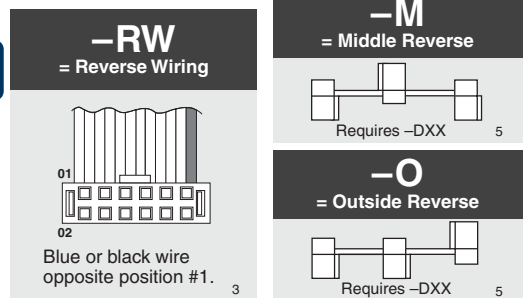 –RW
= Reverse Wiring
01
02
Blue or black wire
opposite position #1.
3
–M
= Middle Reverse
Requires –DXX
5
–O
= Outside Reverse
Requires –DXX
5